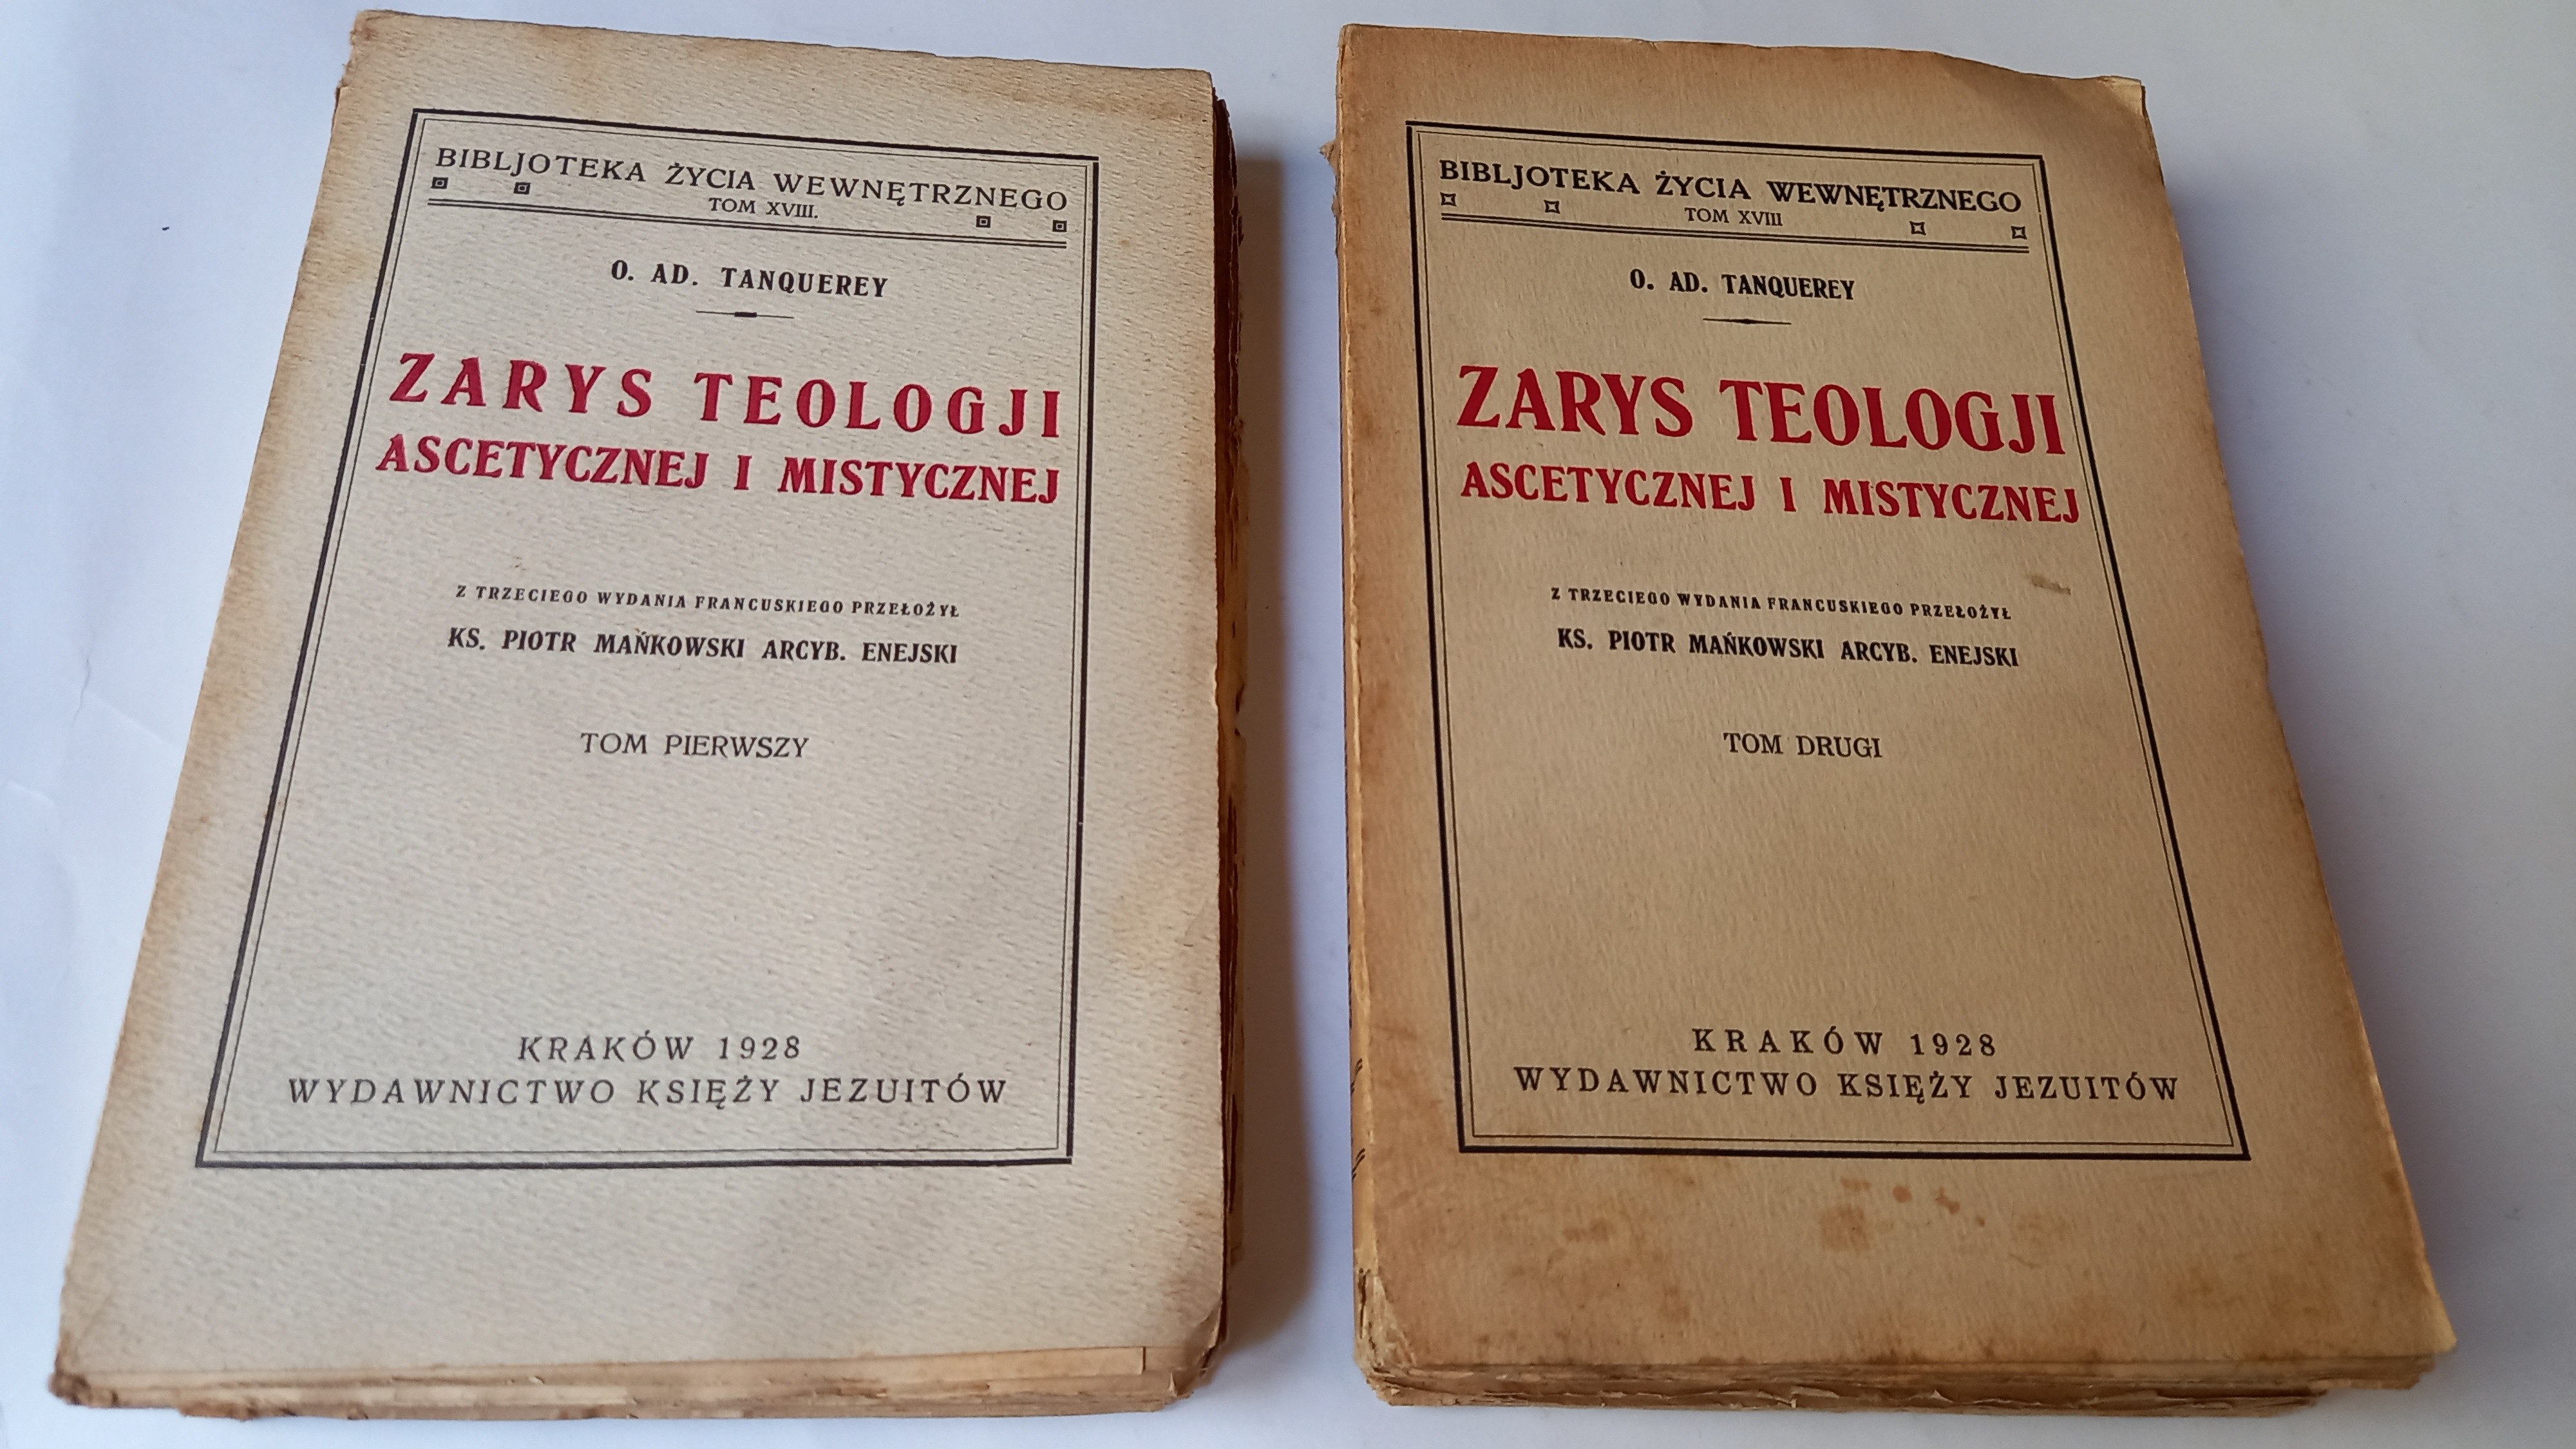 BIBLJOTEKA ŻYCIA WEWNĘTRZNEGO
TOM XVIII.
O. AD. TANQUEREY
ZARYS TEOLOGJI
ASCETYCZNEJ I MISTYCZNEJ
Z TRZECIEGO WYDANIA FRANCUSKIEGO PRZEŁOŻYŁ
KS. PIOTR MAŃKOWSKI ARCYB. ENEJSKI
TOM PIERWSZY
KRAKÓW 1928
WYDAWNICTWO KSIĘŻY JEZUITÓW
BIBLJOTEKA ŻYCIA WEWNĘTRZNEGO
TOM XVIII
O. AD. TANQUEREY
ZARYS TEOLOGJI
ASCETYCZNEJ I MISTYCZNEJ
Z TRZECIEGO WYDANIA FRANCUSKIEGO PRZEŁOŻYŁ
KS. PIOTR MAŃKOWSKI ARCYB. ENEJSKI
TOM DRUGI
KRAKÓW 1928
WYDAWNICTWO KSIĘŻY JEZUITÓW